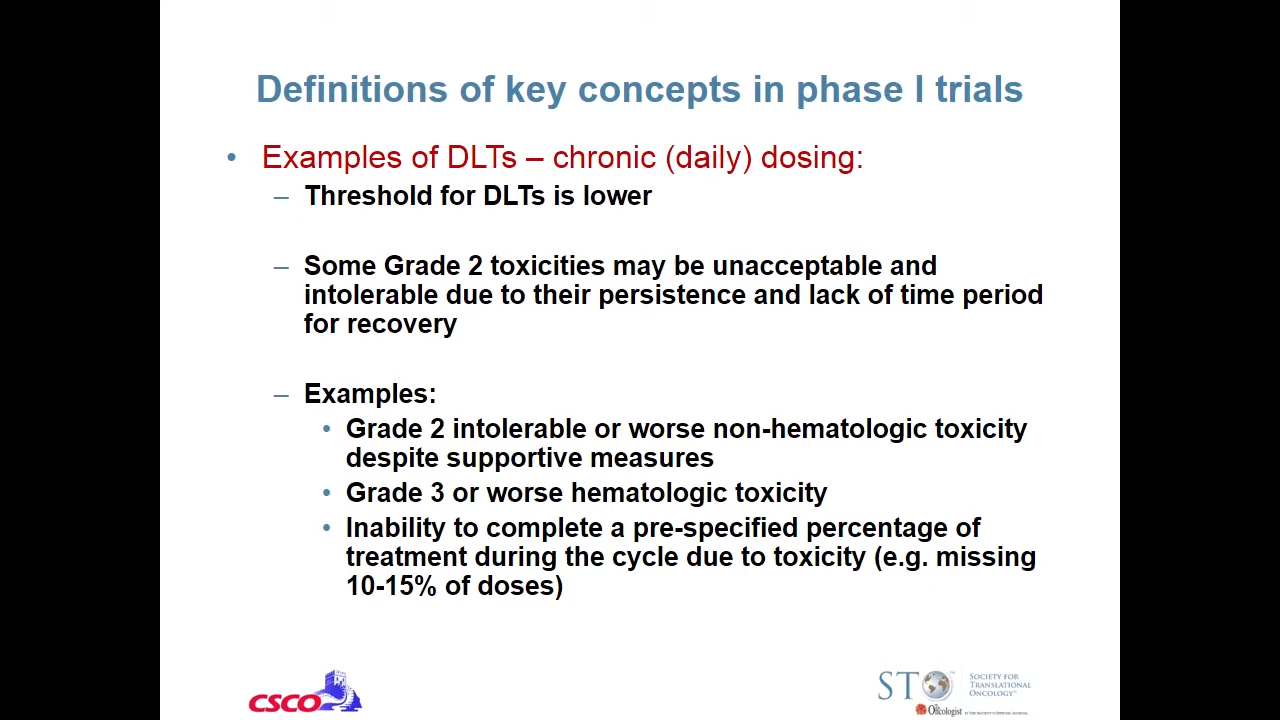 Definitions of key concepts in phase I trials
• Examples of DLTs – chronic (daily) dosing:
– Threshold for DLTs is lower
– Some Grade 2 toxicities may be unacceptable and
intolerable due to their persistence and lack of time period
for recovery
– Examples:
• Grade 2 intolerable or worse non-hematologic toxicity
despite supportive measures
• Grade 3 or worse hematologic toxicity
• Inability to complete a pre-specified percentage of
treatment during the cycle due to toxicity (e.g. missing
10-15% of doses)
CSCO
STO
SOCIETY FOR
TRANSLATIONAL
ONCOLOGY
The Oncologist